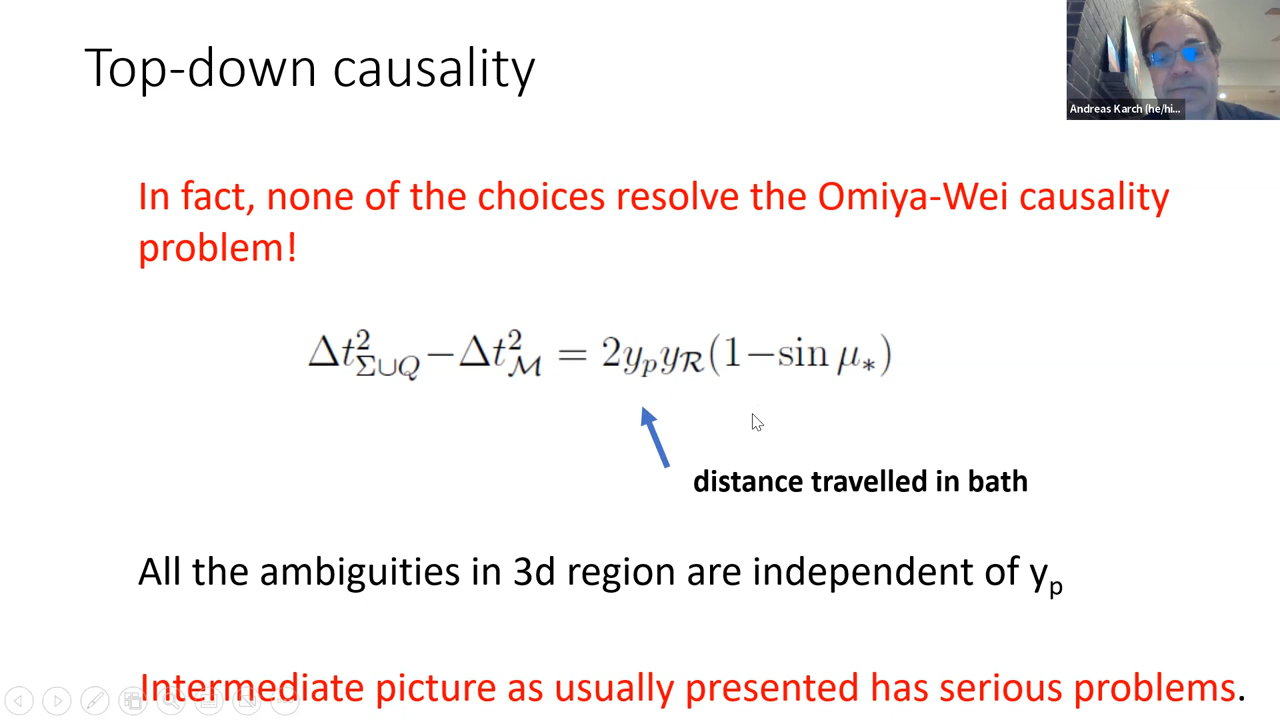 Top-down causality
Andreas Karch (he/hi...
In fact, none of the choices resolve the Omiya-Wei causality
problem!
Δt²_{Σ∪Q} − Δt²_ℳ = 2y_p y_ℛ(1−sin μ_*)
distance travelled in bath
All the ambiguities in 3d region are independent of y_p
Intermediate picture as usually presented has serious problems.